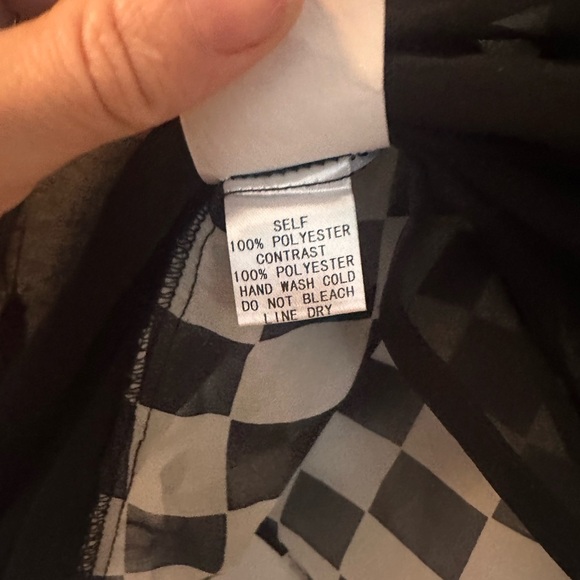 SELF
100% POLYESTER
CONTRAST
100% POLYESTER
HAND WASH COLD
DO NOT BLEACH
LINE DRY